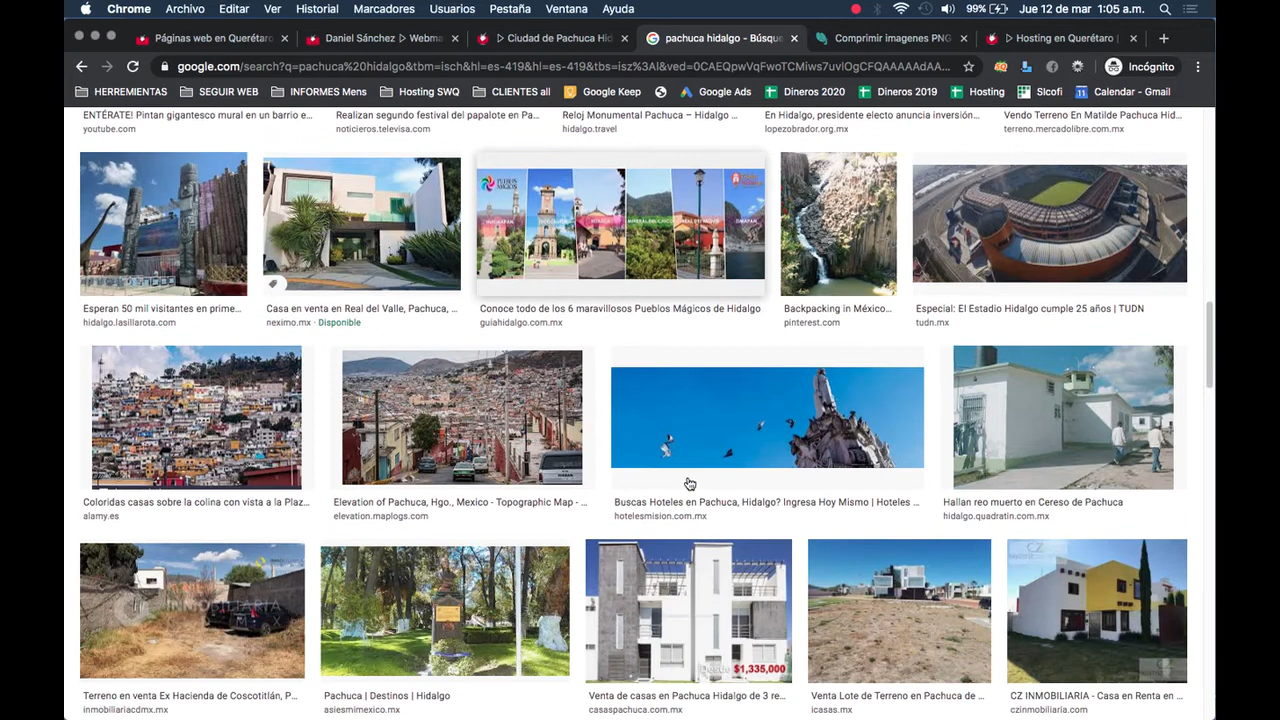 Chrome Archivo Editar Ver Historial Marcadores Usuarios Pestaña Ventana Ayuda 99% Jue 12 de mar 1:05 a.m.
Páginas web en Querétaro Daniel Sánchez ▷ Webma ▷ Ciudad de Pachuca Hid pachuca hidalgo - Búsqu Comprimir imagenes PNG ▷ Hosting en Querétaro |
google.com/search?q=pachuca%20hidalgo&tbm=isch&hl=es-419&hl=es-419&tbs=isz%3Al&ved=0CAEQpwVqFwoTCMiws7uvlOgCFQAAAAAdAA... Incógnito
HERREMIENTAS SEGUIR WEB INFORMES Mens Hosting SWQ CLIENTES all Google Keep Google Ads Dineros 2020 Dineros 2019 Hosting SIcofi Calendar - Gmail
ENTÉRATE! Pintan gigantesco mural en un barrio e... Realizan segundo festival del papalote en Pa... Reloj Monumental Pachuca – Hidalgo ... En Hidalgo, presidente electo anuncia inversión... Vendo Terreno En Matilde Pachuca Hid...
youtube.com noticieros.televisa.com hidalgo.travel lopezobrador.org.mx terreno.mercadolibre.com.mx
Esperan 50 mil visitantes en prime... Casa en venta en Real del Valle, Pachuca, ... Conoce todo de los 6 maravillosos Pueblos Mágicos de Hidalgo Backpacking in México... Especial: El Estadio Hidalgo cumple 25 años | TUDN
hidalgo.lasillarota.com neximo.mx · Disponible guiahidalgo.com.mx pinterest.com tudn.mx
Coloridas casas sobre la colina con vista a la Plaz... Elevation of Pachuca, Hgo., Mexico - Topographic Map - ... Buscas Hoteles en Pachuca, Hidalgo? Ingresa Hoy Mismo | Hoteles ... Hallan reo muerto en Cereso de Pachuca
alamy.es elevation.maplogs.com hotelesmision.com.mx hidalgo.quadratin.com.mx
INMOBILIARIA
Desde $1,335,000
Terreno en venta Ex Hacienda de Coscotitlán, P... Pachuca | Destinos | Hidalgo Venta de casas en Pachuca Hidalgo de 3 re... Venta Lote de Terreno en Pachuca de ... CZ INMOBILIARIA - Casa en Renta en ...
inmobiliariacdmx.mx asiesmimexico.mx casaspachuca.com.mx icasas.mx czinmobiliaria.com